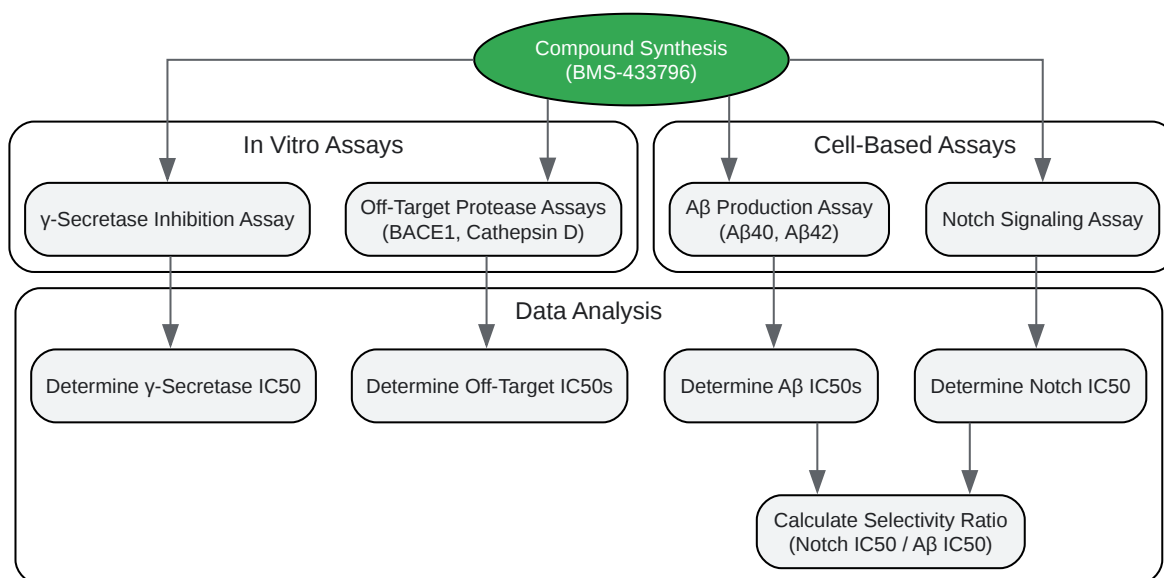 Compound Synthesis
(BMS-433796)
In Vitro Assays
Cell-Based Assays
γ-Secretase Inhibition Assay
Off-Target Protease Assays
(BACE1, Cathepsin D)
Aβ Production Assay
(Aβ40, Aβ42)
Notch Signaling Assay
Data Analysis
Determine γ-Secretase IC50
Determine Off-Target IC50s
Determine Aβ IC50s
Determine Notch IC50
Calculate Selectivity Ratio
(Notch IC50 / Aβ IC50)